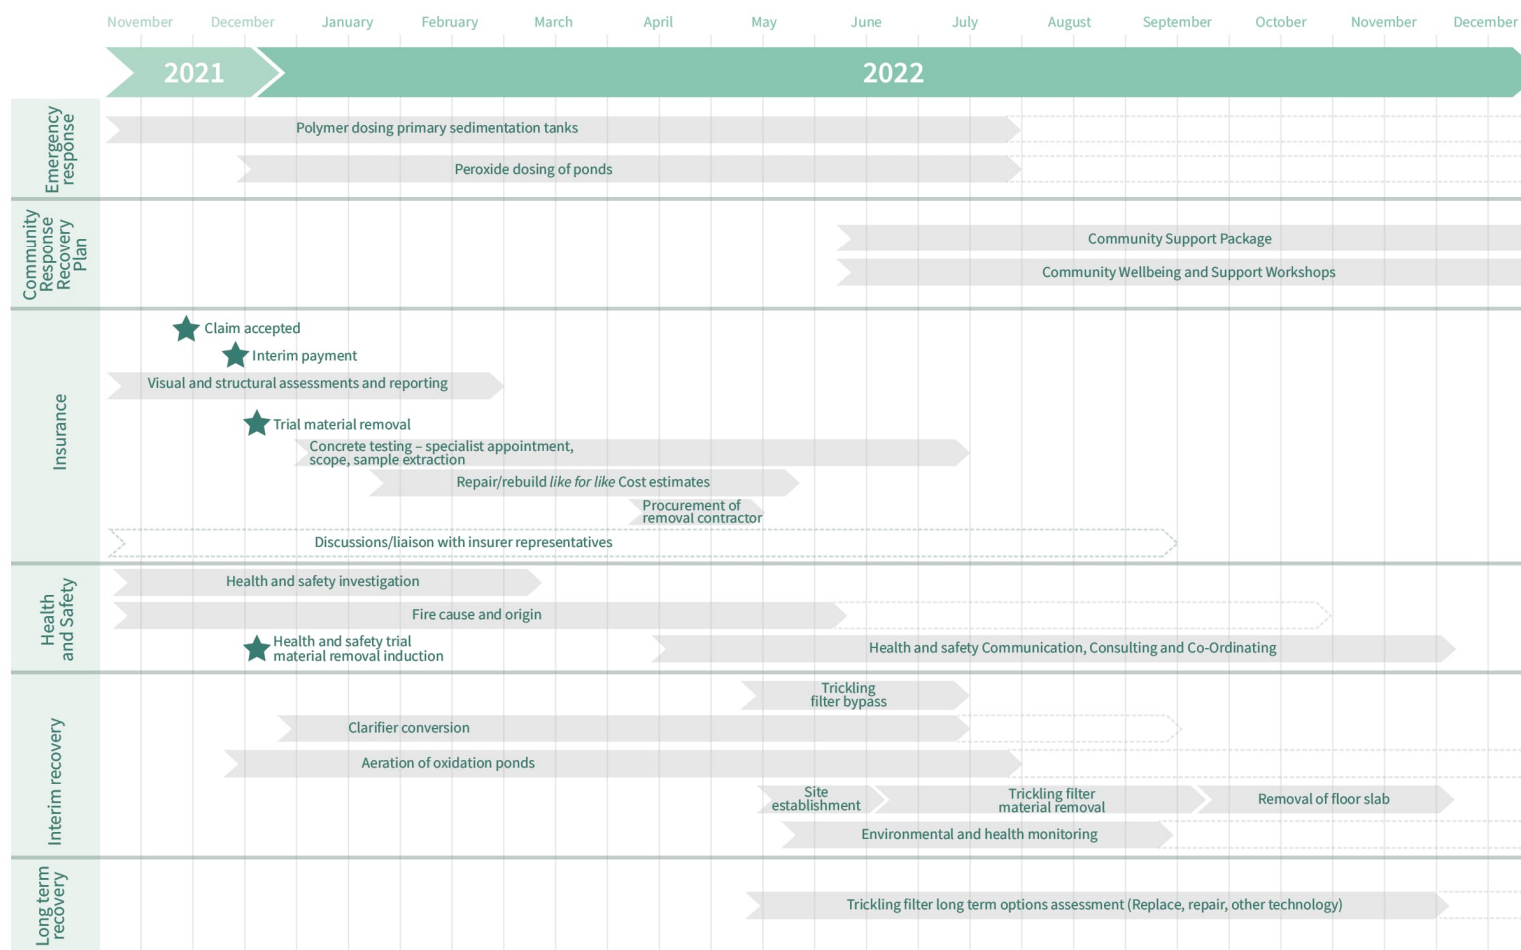 November December January February March April May June July August September October November December
2021 2022
Emergency
response
Polymer dosing primary sedimentation tanks
Peroxide dosing of ponds
Community
Response
Recovery
Plan
Community Support Package
Community Wellbeing and Support Workshops
Insurance
Claim accepted
Interim payment
Visual and structural assessments and reporting
Trial material removal
Concrete testing – specialist appointment,
scope, sample extraction
Repair/rebuild like for like Cost estimates
Procurement of
removal contractor
Discussions/liaison with insurer representatives
Health
and Safety
Health and safety investigation
Fire cause and origin
Health and safety trial
material removal induction
Health and safety Communication, Consulting and Co-Ordinating
Interim recovery
Trickling
filter bypass
Clarifier conversion
Aeration of oxidation ponds
Site
establishment
Trickling filter
material removal
Removal of floor slab
Environmental and health monitoring
Long term
recovery
Trickling filter long term options assessment (Replace, repair, other technology)